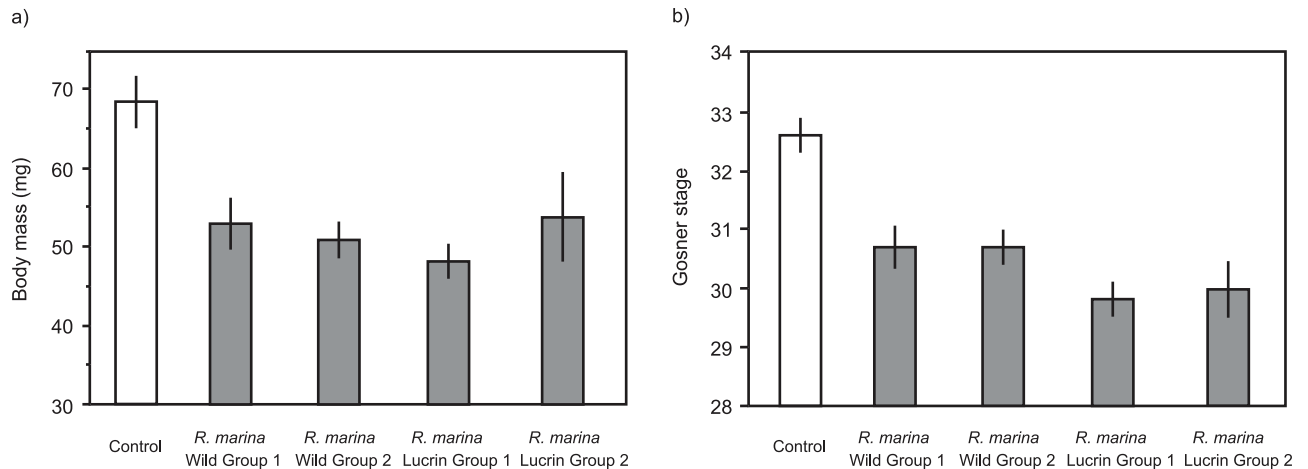 a)
Body mass (mg)
70
60
50
40
30
Control
R. marina
Wild Group 1
R. marina
Wild Group 2
R. marina
Lucrin Group 1
R. marina
Lucrin Group 2
b)
Gosner stage
34
33
32
31
30
29
28
Control
R. marina
Wild Group 1
R. marina
Wild Group 2
R. marina
Lucrin Group 1
R. marina
Lucrin Group 2